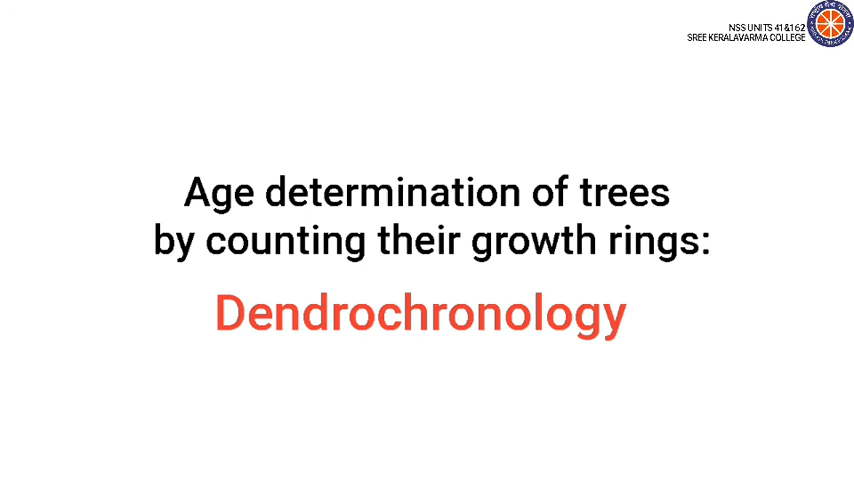 NSS UNITS 41&162
SREE KERALAVARMA COLLEGE
Age determination of trees
by counting their growth rings:
Dendrochronology